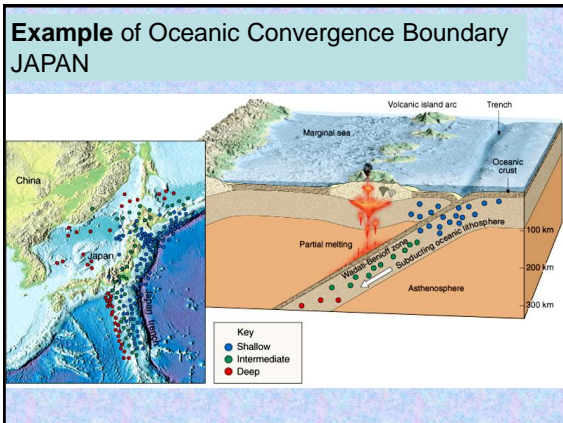 Example of Oceanic Convergence Boundary
JAPAN
Volcanic island arc
Trench
Marginal sea
Oceanic
crust
China
Japan
Japan trench
Partial melting
Wadati-Benioff zone
Subducting oceanic lithosphere
Asthenosphere
100 km
200 km
300 km
Key
Shallow
Intermediate
Deep